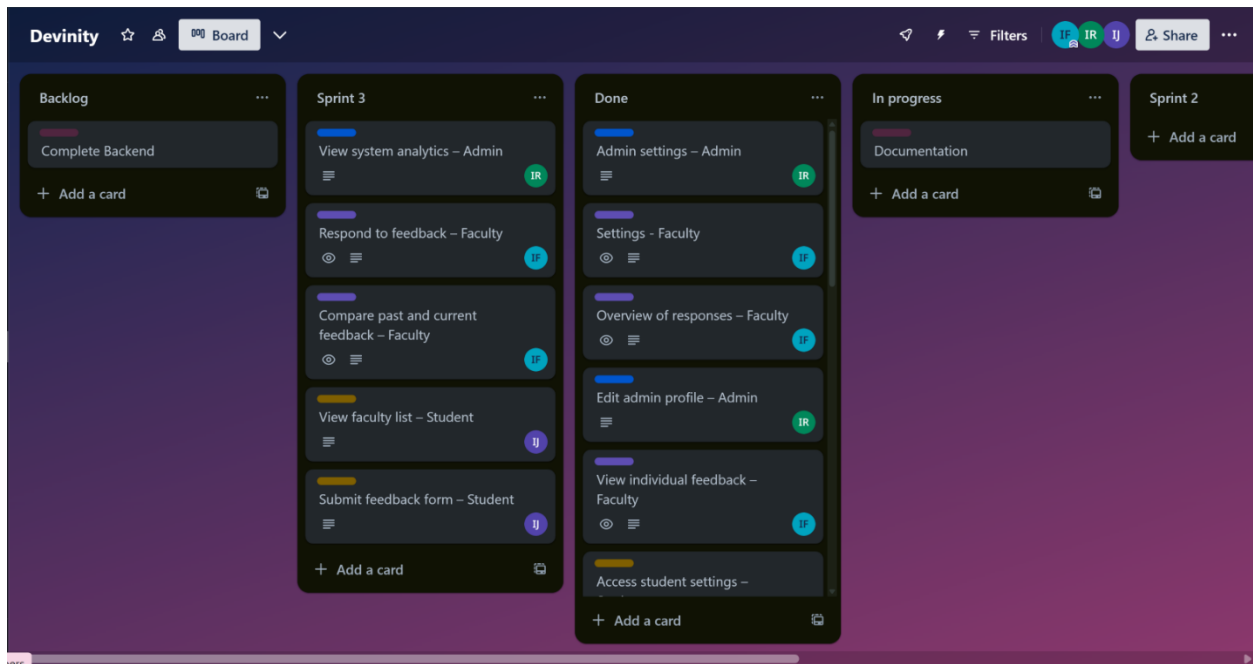 Devinity
Board
Filters
IF
IR
IJ
Share
Backlog
Complete Backend
+ Add a card
Sprint 3
View system analytics – Admin
IR
Respond to feedback – Faculty
IF
Compare past and current
feedback – Faculty
IF
View faculty list – Student
IJ
Submit feedback form – Student
IJ
+ Add a card
Done
Admin settings – Admin
IR
Settings - Faculty
IF
Overview of responses – Faculty
IF
Edit admin profile – Admin
IR
View individual feedback –
Faculty
IF
Access student settings –
+ Add a card
In progress
Documentation
+ Add a card
Sprint 2
+ Add a card